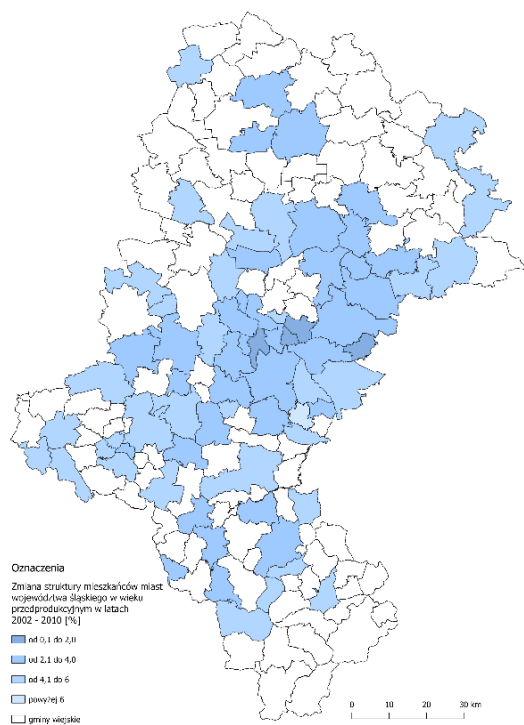 Oznaczenia
Zmiana struktury mieszkańców miast
województwa śląskiego w wieku
przedprodukcyjnym w latach
2002 - 2010 [%]
od 0,1 do 2,0
od 2,1 do 4,0
od 4,1 do 6
powyżej 6
gminy wiejskie
0 10 20 30 km